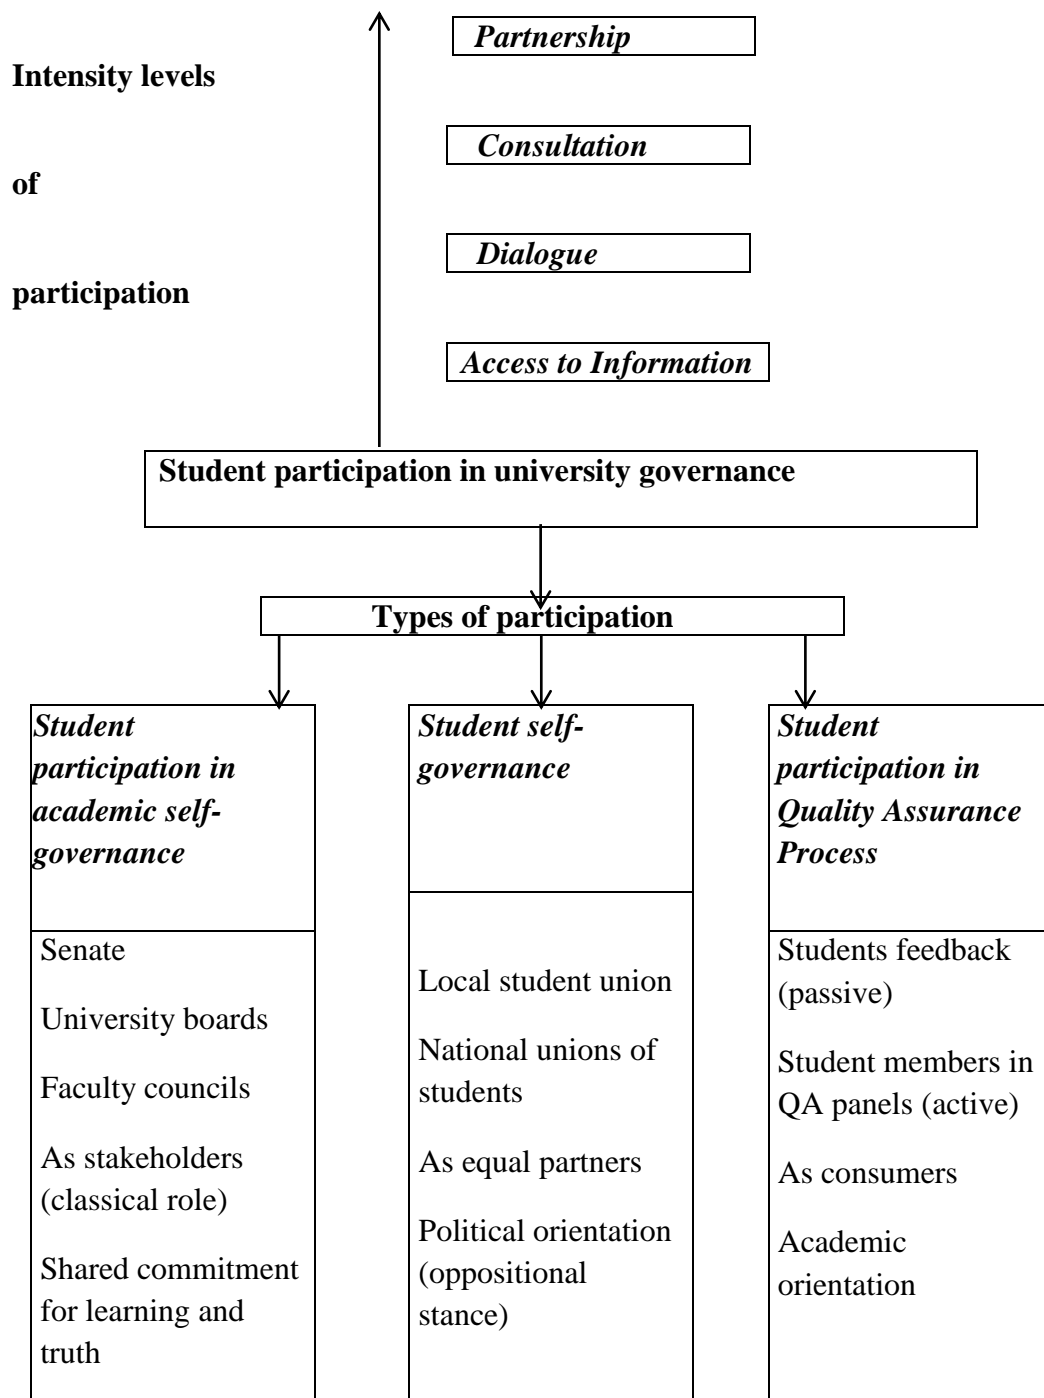 Partnership
Intensity levels
Consultation
of
Dialogue
participation
Access to Information
Student participation in university governance
Types of participation
Student
participation in
academic self-
governance
Senate
University boards
Faculty councils
As stakeholders
(classical role)
Shared commitment
for learning and
truth
Student self-
governance
Local student union
National unions of
students
As equal partners
Political orientation
(oppositional
stance)
Student
participation in
Quality Assurance
Process
Students feedback
(passive)
Student members in
QA panels (active)
As consumers
Academic
orientation